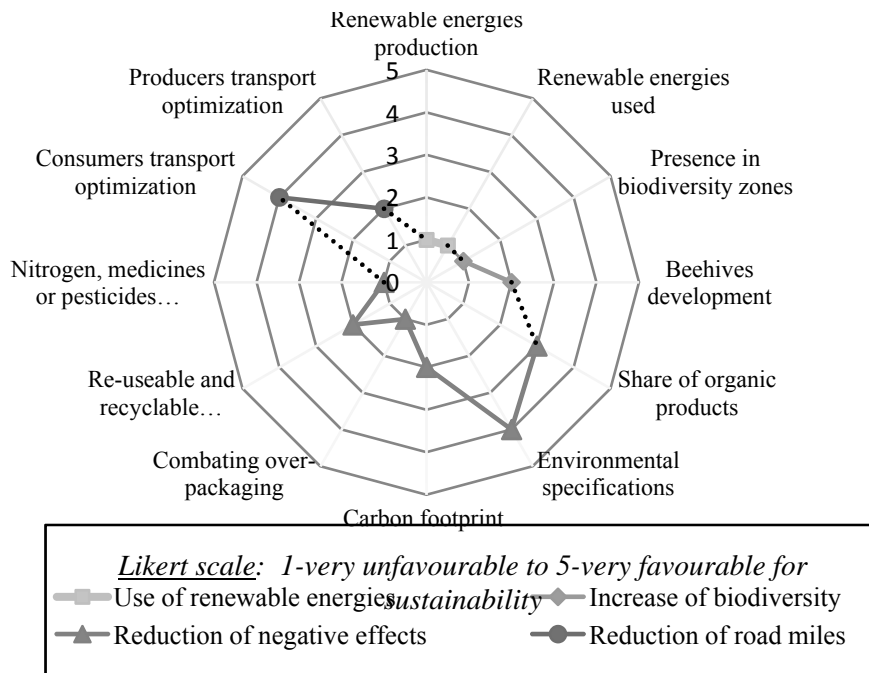 Renewable energies
production
Renewable energies
used
Presence in
biodiversity zones
Beehives
development
Share of organic
products
Environmental
specifications
Carbon footprint
Combating over-
packaging
Re-useable and
recyclable…
Nitrogen, medicines
or pesticides…
Consumers transport
optimization
Producers transport
optimization
5
4
3
2
1
0
Likert scale: 1-very unfavourable to 5-very favourable for
sustainability
Use of renewable energies
Increase of biodiversity
Reduction of negative effects
Reduction of road miles